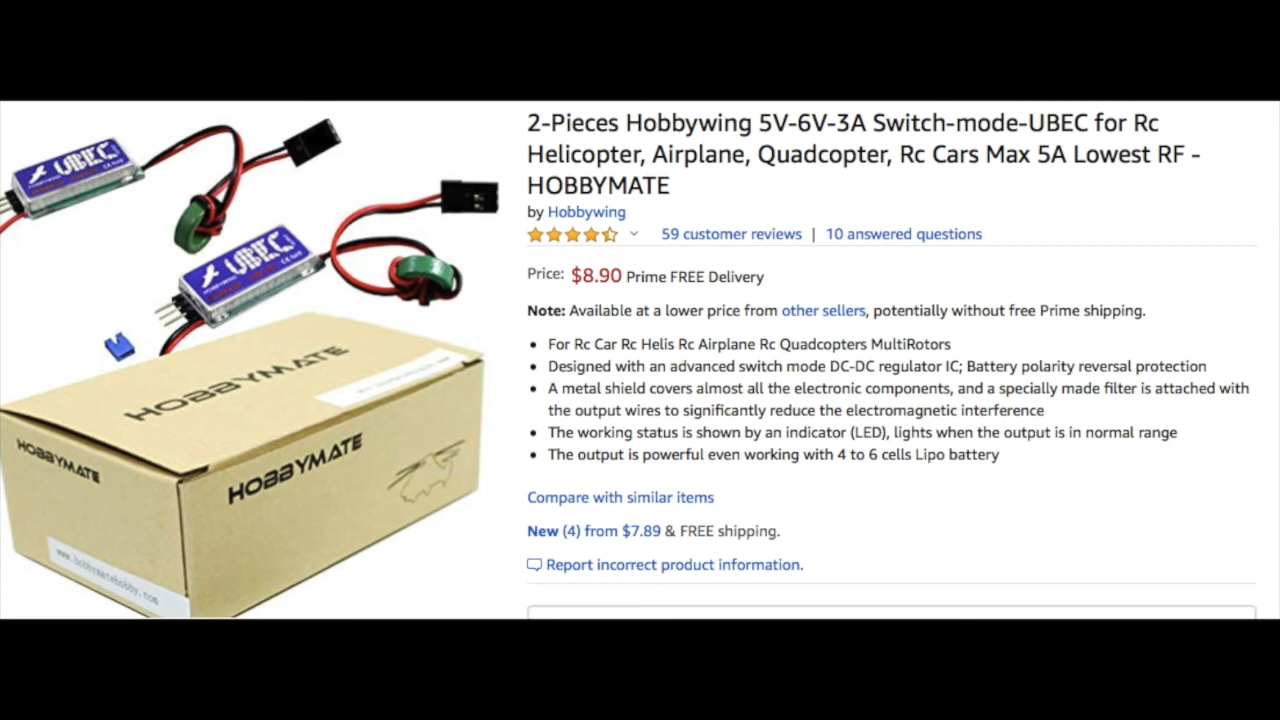 UBEC
HOBBYWING
UBEC
HOBBYWING
HOBBYMATE
HOBBYMATE
HOBBYMATE
www.hobbymatehobby.com
2-Pieces Hobbywing 5V-6V-3A Switch-mode-UBEC for Rc
Helicopter, Airplane, Quadcopter, Rc Cars Max 5A Lowest RF -
HOBBYMATE
by Hobbywing
59 customer reviews | 10 answered questions
Price: $8.90 Prime FREE Delivery
Note: Available at a lower price from other sellers, potentially without free Prime shipping.
• For Rc Car Rc Helis Rc Airplane Rc Quadcopters MultiRotors
• Designed with an advanced switch mode DC-DC regulator IC; Battery polarity reversal protection
• A metal shield covers almost all the electronic components, and a specially made filter is attached with
the output wires to significantly reduce the electromagnetic interference
• The working status is shown by an indicator (LED), lights when the output is in normal range
• The output is powerful even working with 4 to 6 cells Lipo battery
Compare with similar items
New (4) from $7.89 & FREE shipping.
Report incorrect product information.